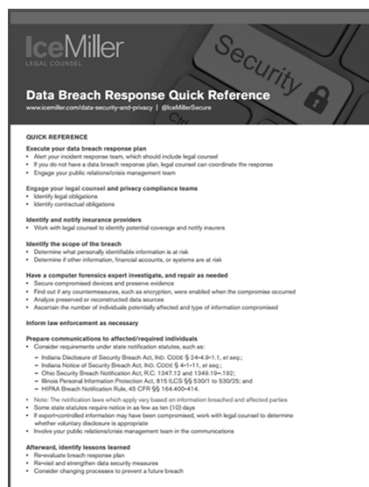 IceMiller
LEGAL COUNSEL
Security
Ctrl
Data Breach Response Quick Reference
www.icemiller.com/data-security-and-privacy | @IceMillerSecure
QUICK REFERENCE
Execute your data breach response plan
• Alert your incident response team, which should include legal counsel
• If you do not have a data breach response plan, legal counsel can coordinate the response
• Engage your public relations/crisis management team
Engage your legal counsel and privacy compliance teams
• Identify legal obligations
• Identify contractual obligations
Identify and notify insurance providers
• Work with legal counsel to identify potential coverage and notify insurers
Identify the scope of the breach
• Determine what personally identifiable information is at risk
• Determine if other information, financial accounts, or systems are at risk
Have a computer forensics expert investigate, and repair as needed
• Secure compromised devices and preserve evidence
• Find out if any countermeasures, such as encryption, were enabled when the compromise occurred
• Analyze preserved or reconstructed data sources
• Ascertain the number of individuals potentially affected and type of information compromised
Inform law enforcement as necessary
Prepare communications to affected/required individuals
• Consider requirements under state notification statutes, such as:
– Indiana Disclosure of Security Breach Act, IND. CODE § 24-4.9-1.1, et seq.;
– Indiana Notice of Security Breach Act, IND. CODE § 4-1-11, et seq.;
– Ohio Security Breach Notification Act, R.C. 1347.12 and 1349.19–.192;
– Illinois Personal Information Protection Act, 815 ILCS §§ 530/1 to 530/25; and
– HIPAA Breach Notification Rule, 45 CFR §§ 164.400-414.
• Note: The notification laws which apply vary based on information breached and affected parties
• Some state statutes require notice in as few as ten (10) days
• If export-controlled information may have been compromised, work with legal counsel to determine
whether voluntary disclosure is appropriate
• Involve your public relations/crisis management team in the communications
Afterward, identify lessons learned
• Re-evaluate breach response plan
• Re-visit and strengthen data security measures
• Consider changing processes to prevent a future breach